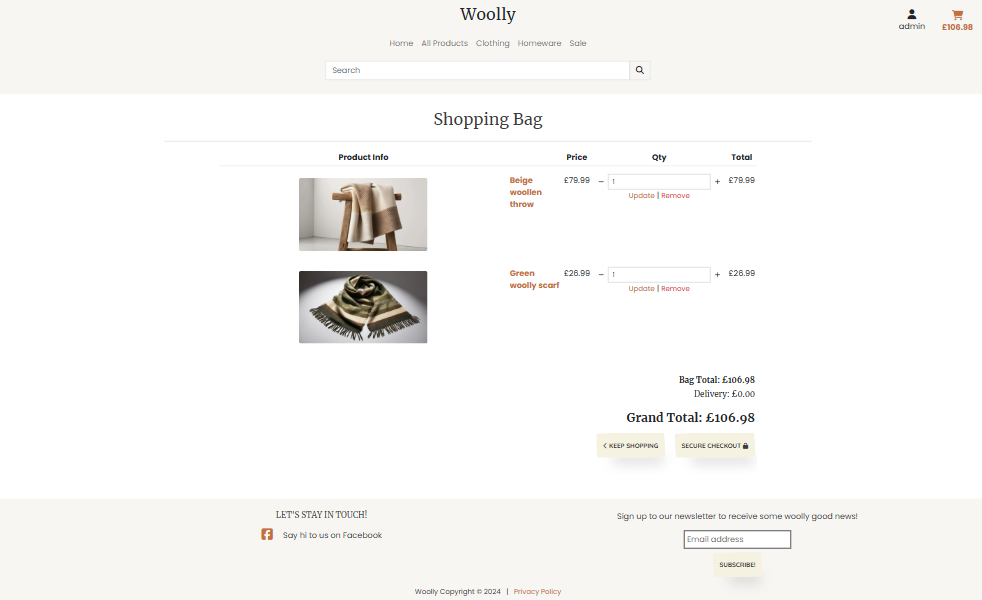 Woolly
admin
£106.98
Home All Products Clothing Homeware Sale
Search
Shopping Bag
Product Info Price Qty Total
Beige woollen throw
£79.99 − 1 + £79.99
Update | Remove
Green woolly scarf
£26.99 − 1 + £26.99
Update | Remove
Bag Total: £106.98
Delivery: £0.00
Grand Total: £106.98
< KEEP SHOPPING SECURE CHECKOUT
LET'S STAY IN TOUCH!
Say hi to us on Facebook
Sign up to our newsletter to receive some woolly good news!
Email address
SUBSCRIBE!
Woolly Copyright © 2024 | Privacy Policy